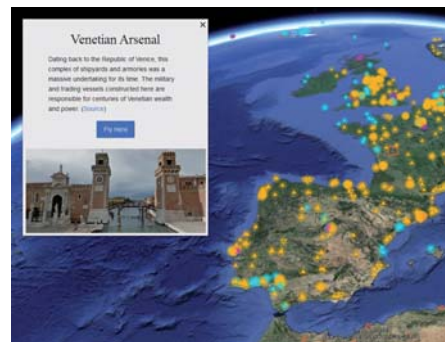 Venetian Arsenal
Dating back to the Republic of Venice, this
complex of shipyards and armories was a
massive undertaking for its time. The military
and trading vessels constructed here are
responsible for centuries of Venetian wealth
and power. (Source)
Fly Here